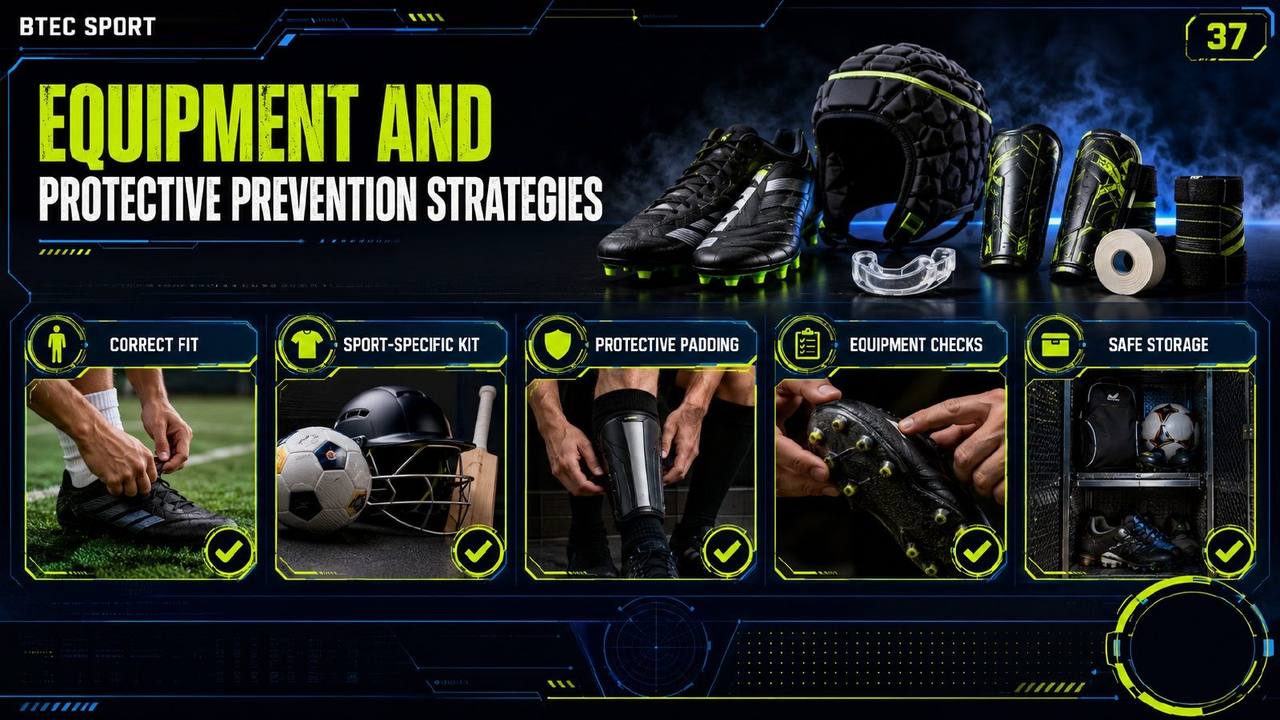 BTEC SPORT
37
EQUIPMENT AND
PROTECTIVE PREVENTION STRATEGIES
CORRECT FIT
SPORT-SPECIFIC KIT
PROTECTIVE PADDING
EQUIPMENT CHECKS
SAFE STORAGE